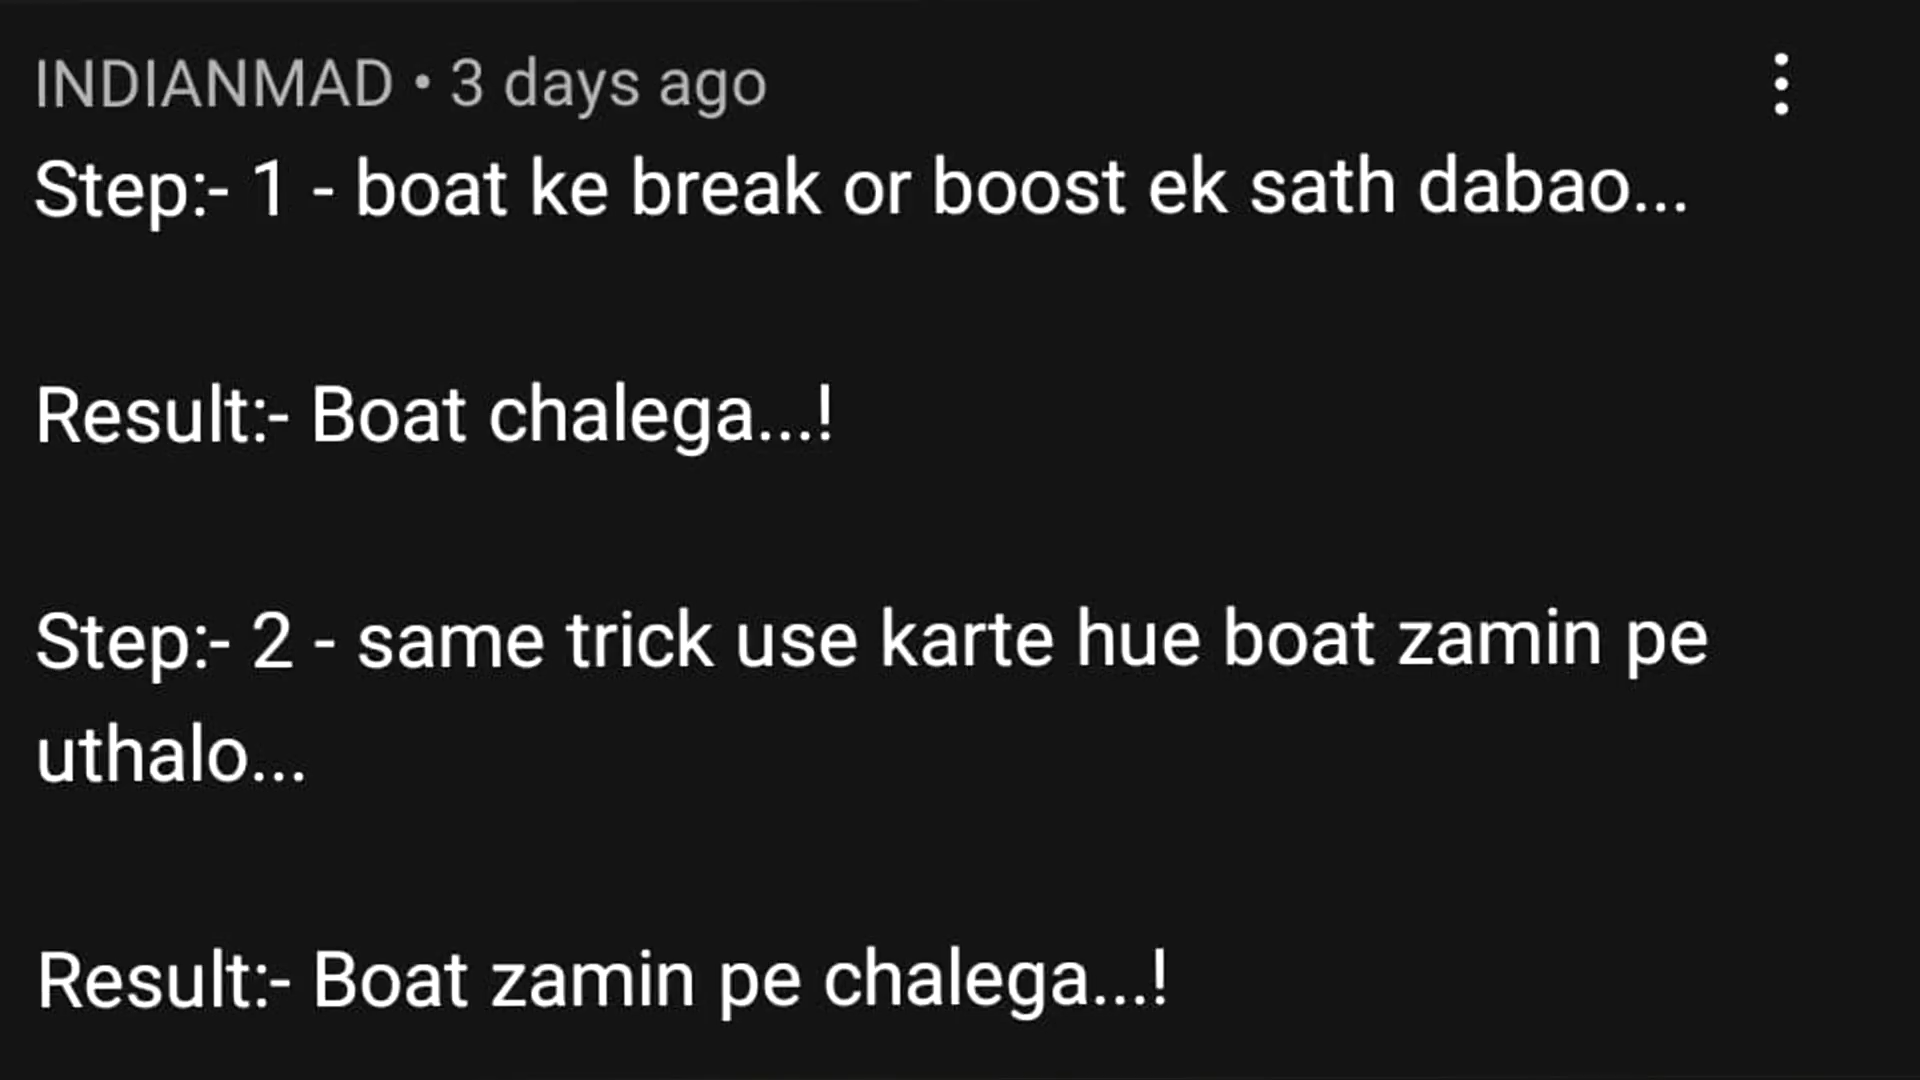 INDIANMAD • 3 days ago
Step:- 1 - boat ke break or boost ek sath dabao...
Result:- Boat chalega...!
Step:- 2 - same trick use karte hue boat zamin pe
uthalo...
Result:- Boat zamin pe chalega...!